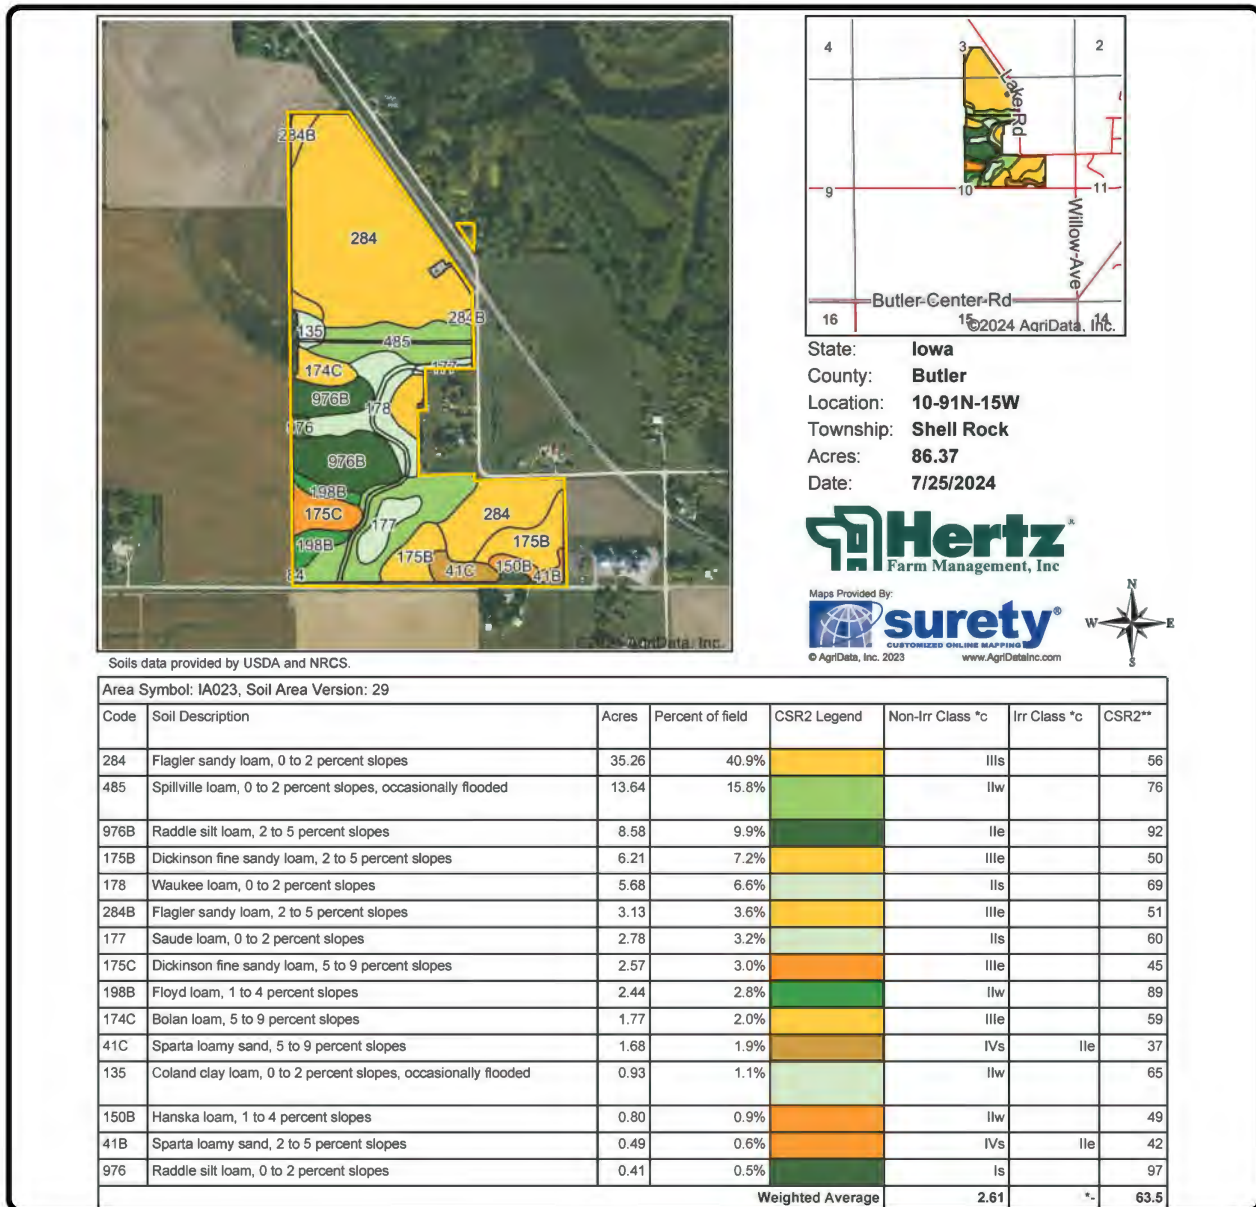 284B
284
284B
135
485
177
174C
976B
178
976
976B
198B
175C
284
177
198B
175B
175B
41C
150B
41B
Soils data provided by USDA and NRCS.
4
3
2
Lake Rd
9
10
11
Willow-Ave
Butler-Center-Rd
16
15
14
©2024 AgriData, Inc.
State: Iowa
County: Butler
Location: 10-91N-15W
Township: Shell Rock
Acres: 86.37
Date: 7/25/2024
Hertz
Farm Management, Inc
Maps Provided By:
surety®
CUSTOMIZED ONLINE MAPPING
© AgriData, Inc. 2023 www.AgriDataInc.com
N
W E
S
Area Symbol: IA023, Soil Area Version: 29
Code Soil Description Acres Percent of field CSR2 Legend Non-Irr Class *c Irr Class *c CSR2**
284 Flagler sandy loam, 0 to 2 percent slopes 35.26 40.9% IIIs 56
485 Spillville loam, 0 to 2 percent slopes, occasionally flooded 13.64 15.8% IIw 76
976B Raddle silt loam, 2 to 5 percent slopes 8.58 9.9% IIe 92
175B Dickinson fine sandy loam, 2 to 5 percent slopes 6.21 7.2% IIIe 50
178 Waukee loam, 0 to 2 percent slopes 5.68 6.6% IIs 69
284B Flagler sandy loam, 2 to 5 percent slopes 3.13 3.6% IIIe 51
177 Saude loam, 0 to 2 percent slopes 2.78 3.2% IIs 60
175C Dickinson fine sandy loam, 5 to 9 percent slopes 2.57 3.0% IIIe 45
198B Floyd loam, 1 to 4 percent slopes 2.44 2.8% IIw 89
174C Bolan loam, 5 to 9 percent slopes 1.77 2.0% IIIe 59
41C Sparta loamy sand, 5 to 9 percent slopes 1.68 1.9% IVs IIe 37
135 Coland clay loam, 0 to 2 percent slopes, occasionally flooded 0.93 1.1% IIw 65
150B Hanska loam, 1 to 4 percent slopes 0.80 0.9% IIw 49
41B Sparta loamy sand, 2 to 5 percent slopes 0.49 0.6% IVs IIe 42
976 Raddle silt loam, 0 to 2 percent slopes 0.41 0.5% Is 97
Weighted Average 2.61 *- 63.5